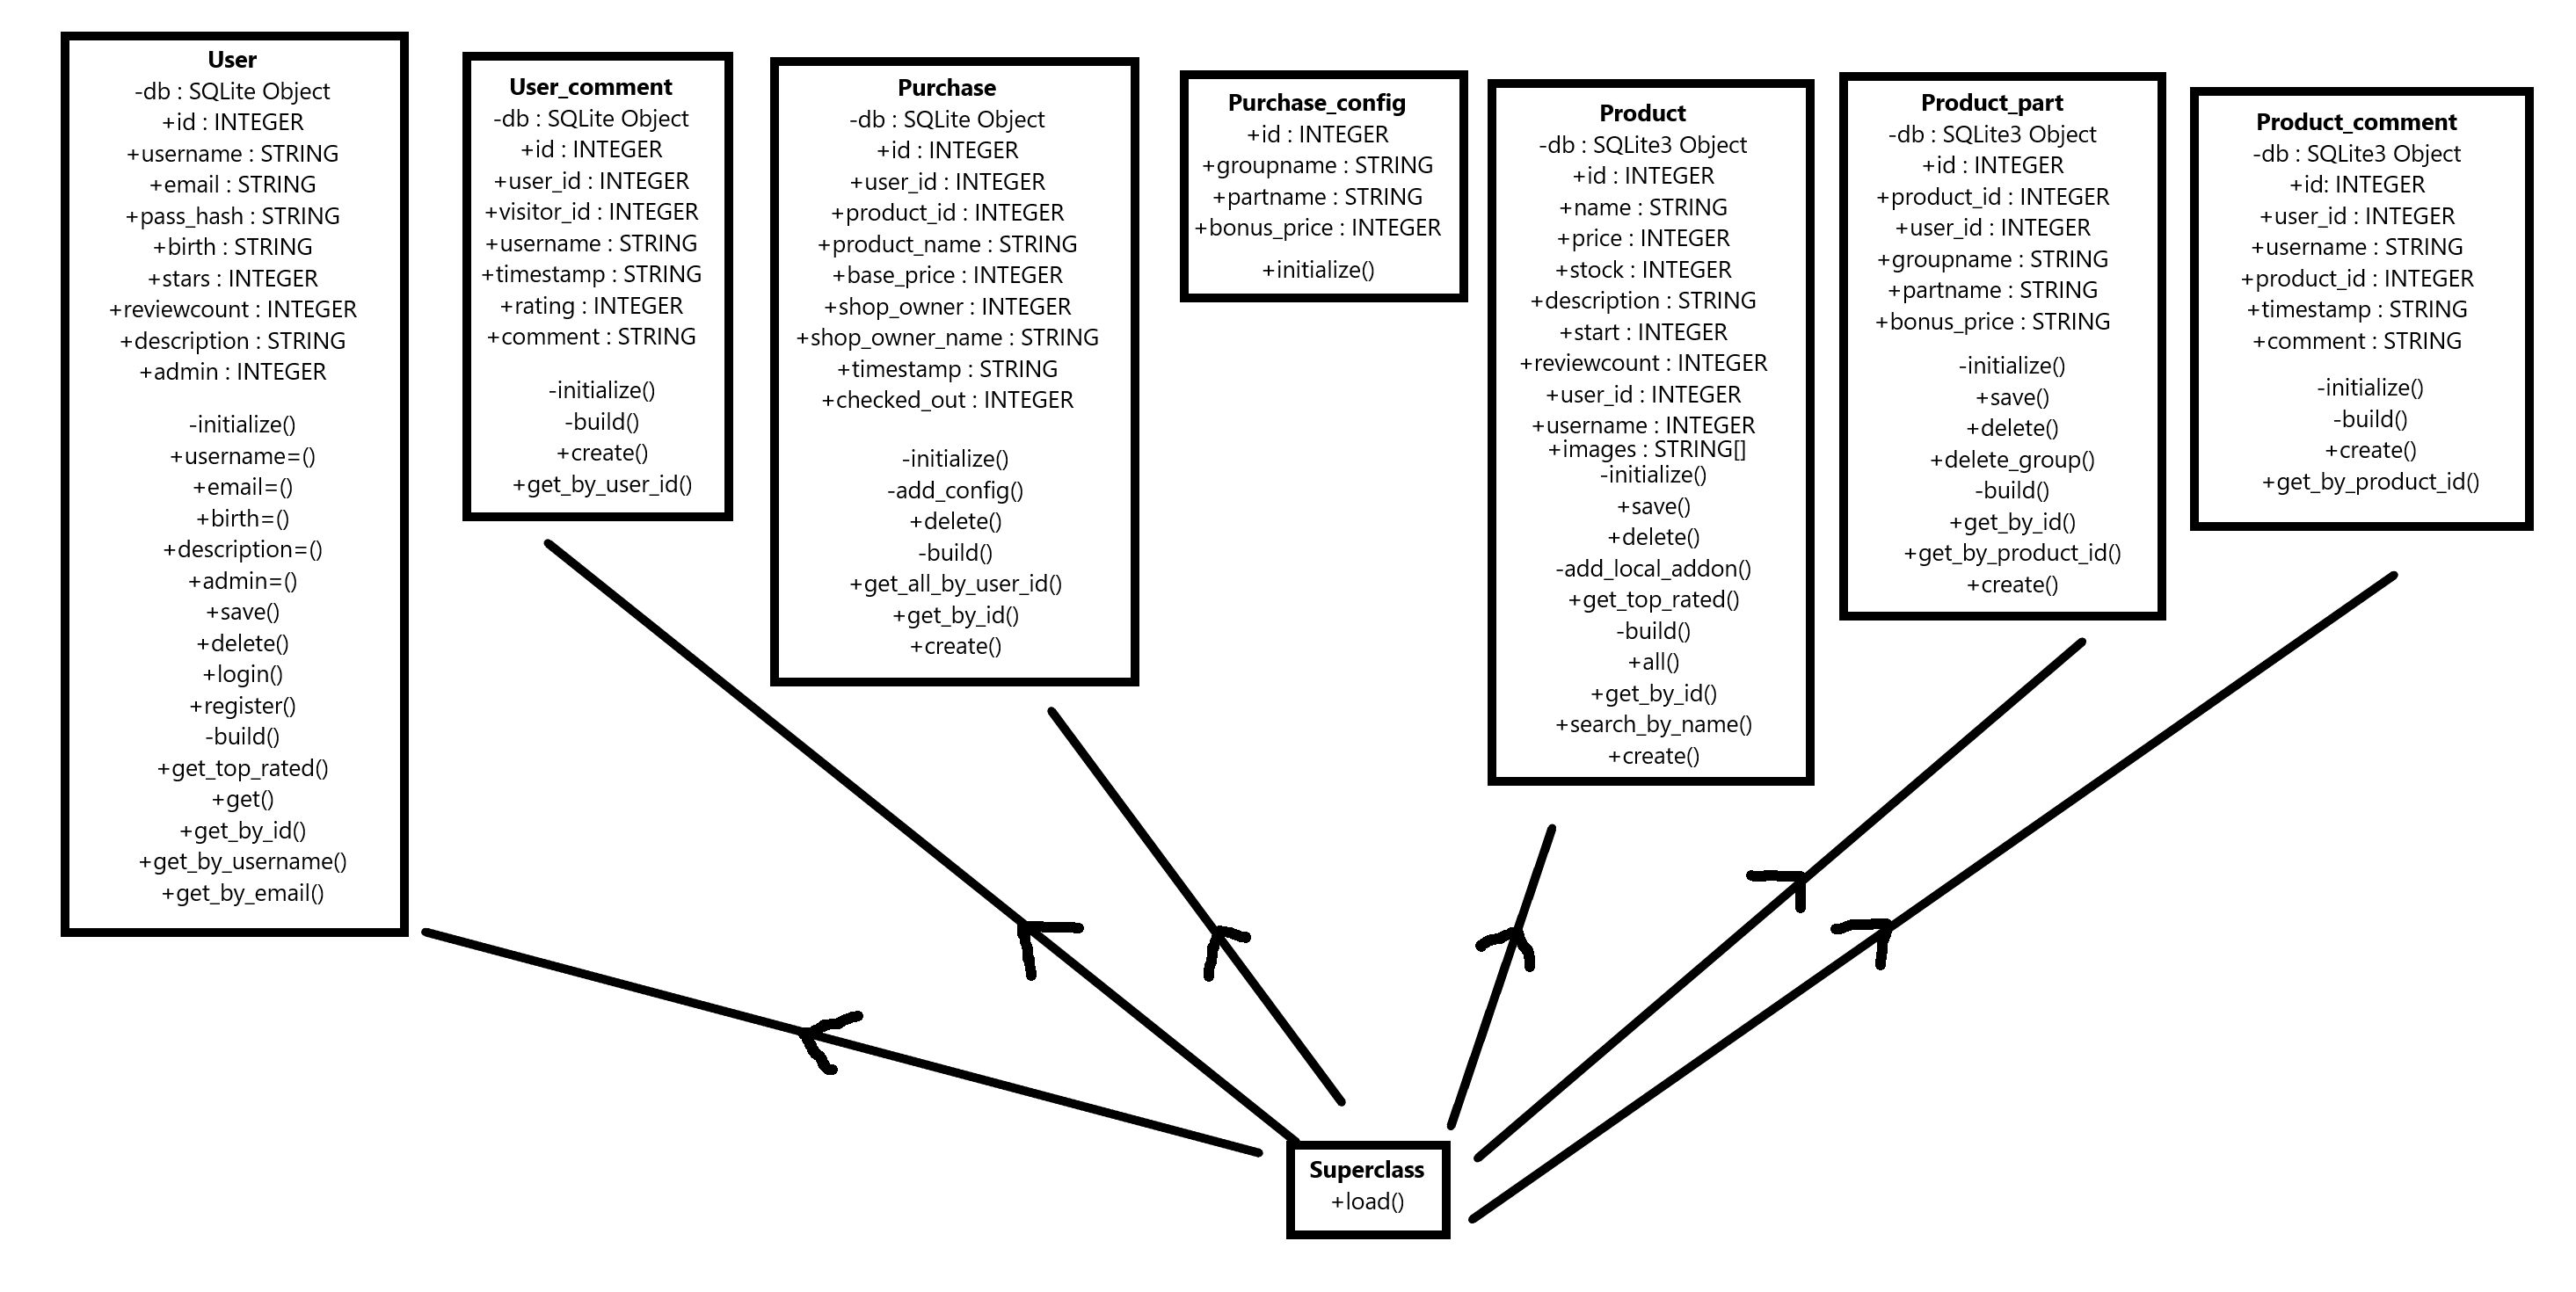 User
-db : SQLite Object
+id : INTEGER
+username : STRING
+email : STRING
+pass_hash : STRING
+birth : STRING
+stars : INTEGER
+reviewcount : INTEGER
+description : STRING
+admin : INTEGER
-initialize()
+username=()
+email=()
+birth=()
+description=()
+admin=()
+save()
+delete()
+login()
+register()
-build()
+get_top_rated()
+get()
+get_by_id()
+get_by_username()
+get_by_email()
User_comment
-db : SQLite Object
+id : INTEGER
+user_id : INTEGER
+visitor_id : INTEGER
+username : STRING
+timestamp : STRING
+rating : INTEGER
+comment : STRING
-initialize()
-build()
+create()
+get_by_user_id()
Purchase
-db : SQLite Object
+id : INTEGER
+user_id : INTEGER
+product_id : INTEGER
+product_name : STRING
+base_price : INTEGER
+shop_owner : INTEGER
+shop_owner_name : STRING
+timestamp : STRING
+checked_out : INTEGER
-initialize()
-add_config()
+delete()
-build()
+get_all_by_user_id()
+get_by_id()
+create()
Purchase_config
+id : INTEGER
+groupname : STRING
+partname : STRING
+bonus_price : INTEGER
+initialize()
Product
-db : SQLite3 Object
+id : INTEGER
+name : STRING
+price : INTEGER
+stock : INTEGER
+description : STRING
+start : INTEGER
+reviewcount : INTEGER
+user_id : INTEGER
+username : INTEGER
+images : STRING[]
-initialize()
+save()
+delete()
-add_local_addon()
+get_top_rated()
-build()
+all()
+get_by_id()
+search_by_name()
+create()
Product_part
-db : SQLite3 Object
+id : INTEGER
+product_id : INTEGER
+user_id : INTEGER
+groupname : STRING
+partname : STRING
+bonus_price : STRING
-initialize()
+save()
+delete()
+delete_group()
-build()
+get_by_id()
+get_by_product_id()
+create()
Product_comment
-db : SQLite3 Object
+id: INTEGER
+user_id : INTEGER
+username : STRING
+product_id : INTEGER
+timestamp : STRING
+comment : STRING
-initialize()
-build()
+create()
+get_by_product_id()
Superclass
+load()